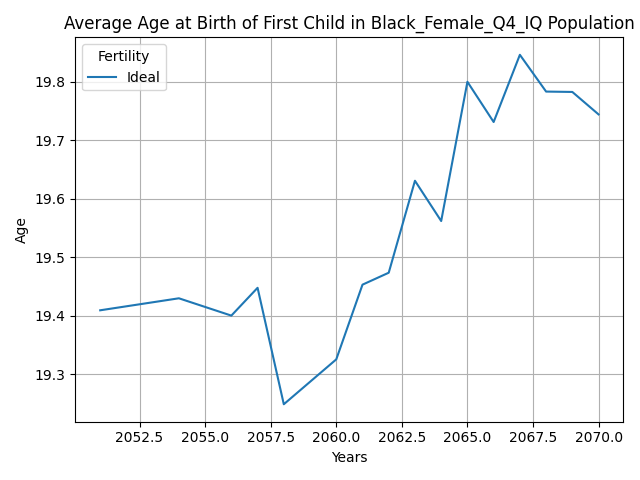 Average Age at Birth of First Child in Black_Female_Q4_IQ Population
Fertility
Ideal
19.8
19.7
19.6
19.5
19.4
19.3
Age
2052.5 2055.0 2057.5 2060.0 2062.5 2065.0 2067.5 2070.0
Years